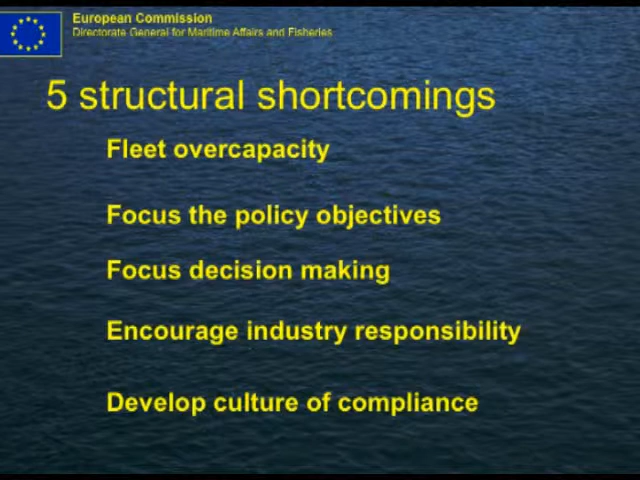 European Commission
Directorate General for Maritime Affairs and Fisheries
5 structural shortcomings
Fleet overcapacity
Focus the policy objectives
Focus decision making
Encourage industry responsibility
Develop culture of compliance